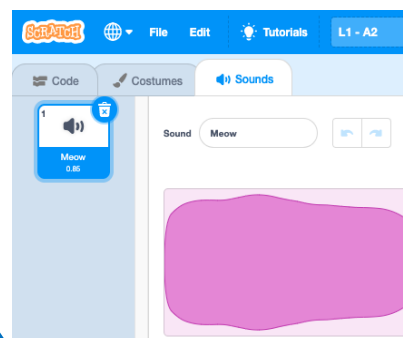 SCRATCH File Edit Tutorials L1 - A2
Code Costumes Sounds
1
Sound Meow
Meow
0.85